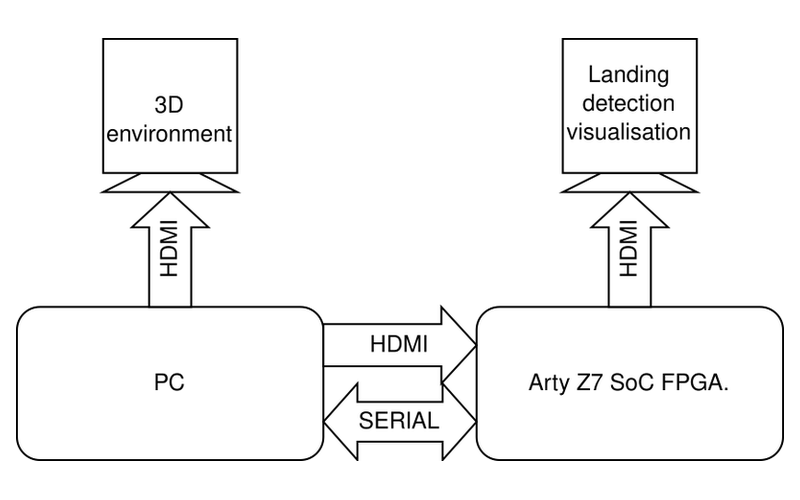 3D
environment
Landing
detection
visualisation
HDMI
HDMI
PC
HDMI
SERIAL
Arty Z7 SoC FPGA.